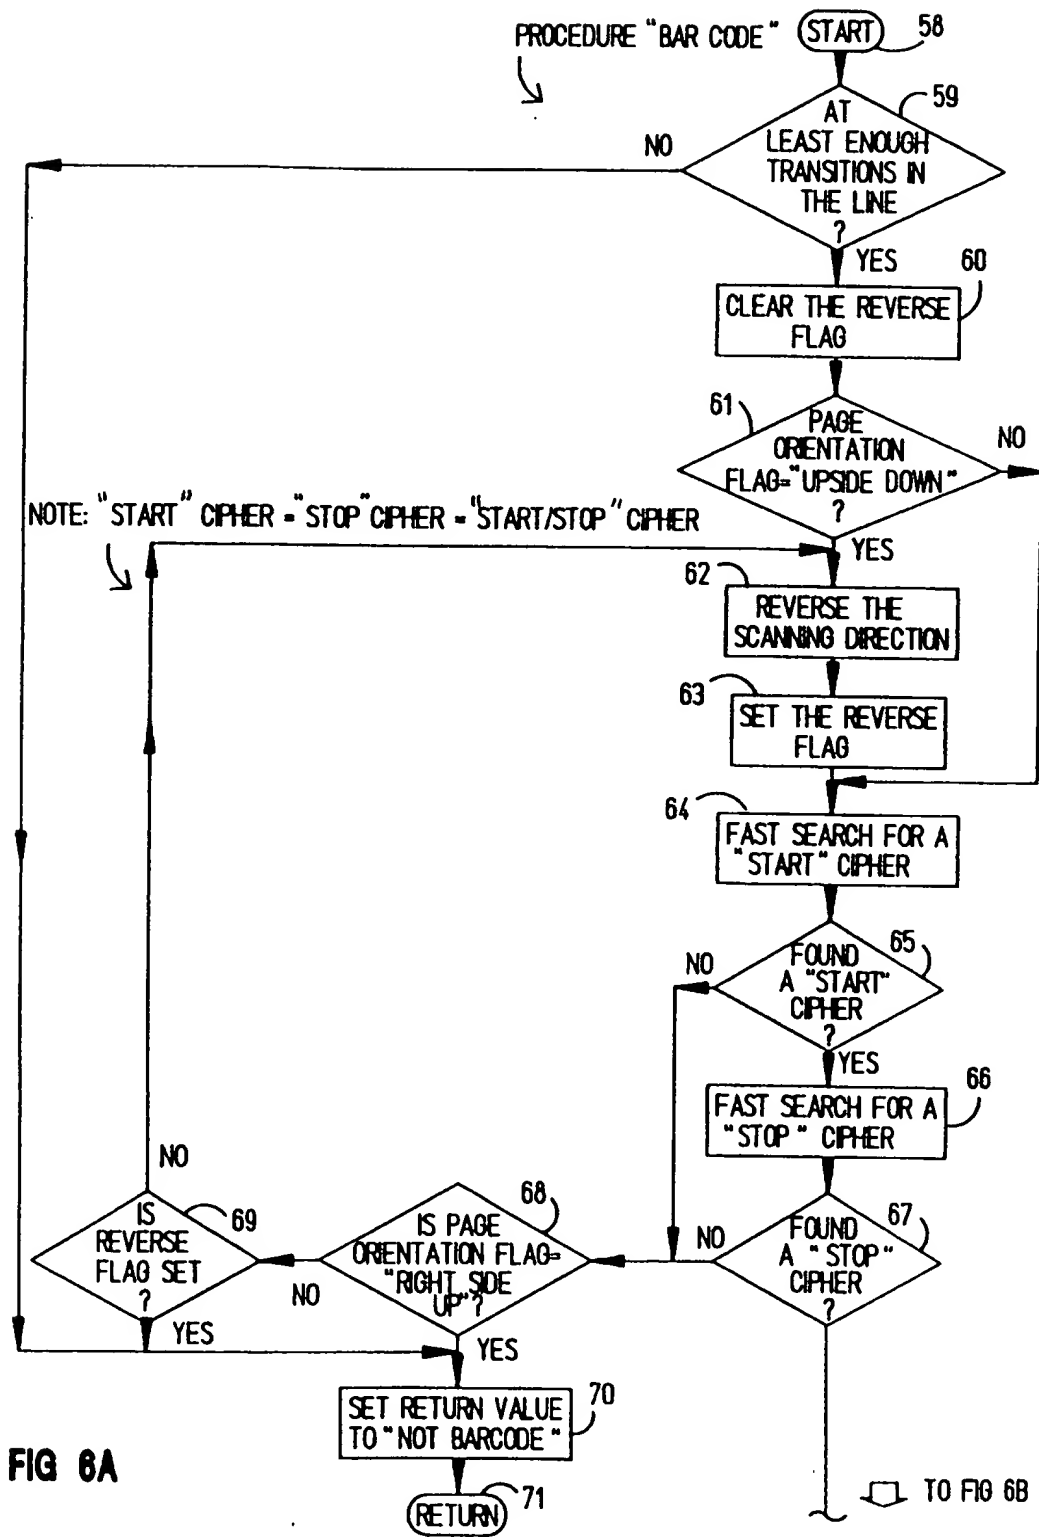 PROCEDURE "BAR CODE"
START
58
59
AT
LEAST ENOUGH
TRANSITIONS IN
THE LINE
?
NO
YES
60
CLEAR THE REVERSE
FLAG
61
PAGE
ORIENTATION
FLAG="UPSIDE DOWN"
?
NO
YES
NOTE: "START" CIPHER = "STOP" CIPHER = "START/STOP" CIPHER
62
REVERSE THE
SCANNING DIRECTION
63
SET THE REVERSE
FLAG
64
FAST SEARCH FOR A
"START" CIPHER
65
FOUND
A "START"
CIPHER
?
NO
YES
66
FAST SEARCH FOR A
"STOP" CIPHER
67
FOUND
A "STOP"
CIPHER
?
NO
68
IS PAGE
ORIENTATION FLAG=
"RIGHT SIDE
UP"?
NO
YES
69
IS
REVERSE
FLAG SET
?
NO
YES
70
SET RETURN VALUE
TO "NOT BARCODE"
71
RETURN
FIG 6A
TO FIG 6B